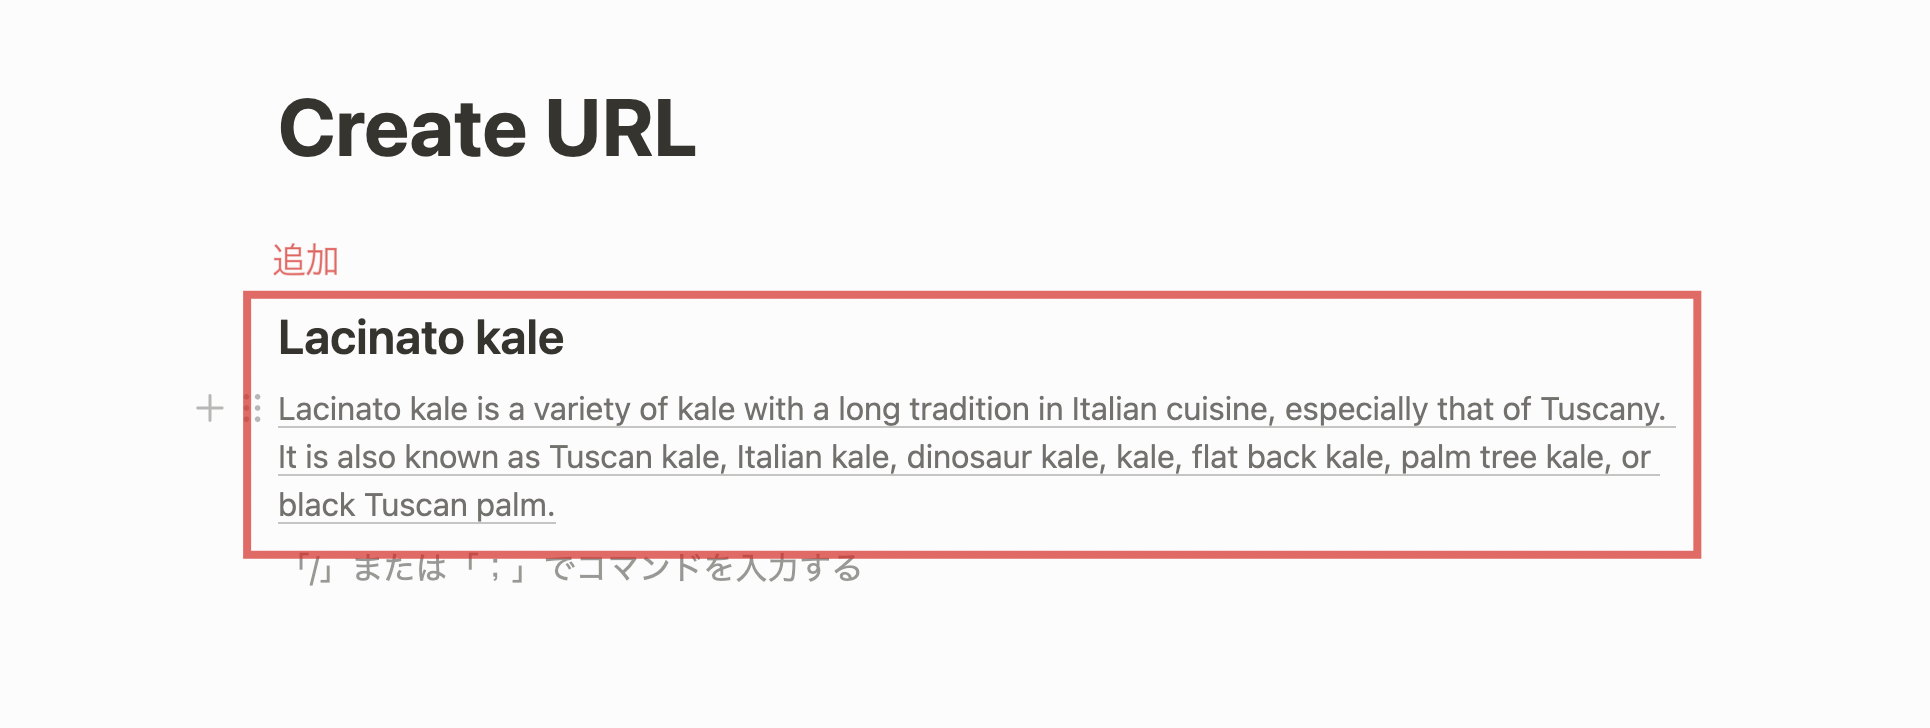 Create URL
追加
Lacinato kale
Lacinato kale is a variety of kale with a long tradition in Italian cuisine, especially that of Tuscany.
It is also known as Tuscan kale, Italian kale, dinosaur kale, kale, flat back kale, palm tree kale, or
black Tuscan palm.
「/」または「；」でコマンドを入力する